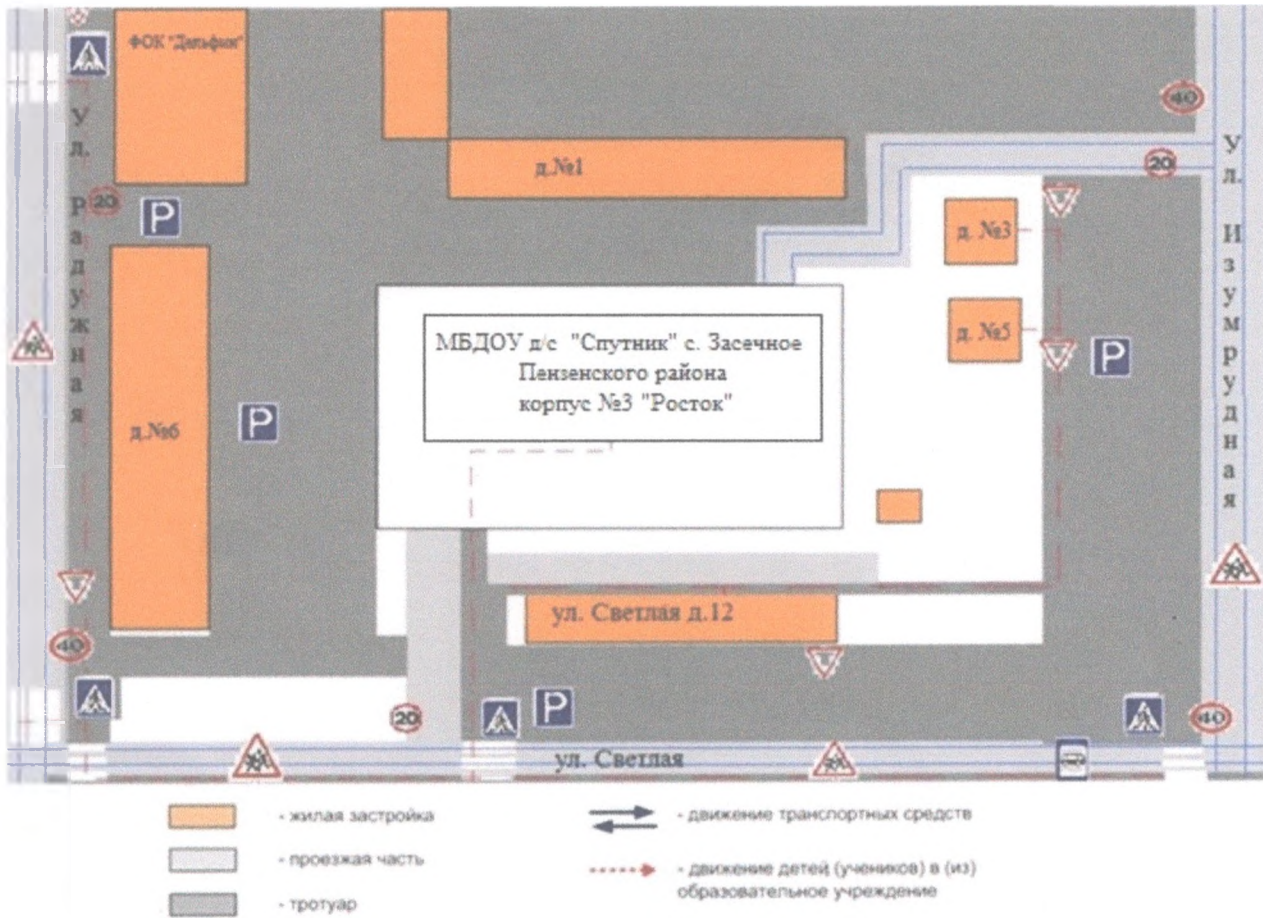 ФОК "Дельфин"
40
Ул. Радужная
д.№1
20
Ул. Изумрудная
20
P
д. №3
МБДОУ д/с "Спутник" с. Засечное
Пензенского района
корпус №3 "Росток"
д. №5
P
д.№6
P
ул. Светлая д.12
40
20
P
40
ул. Светлая
- жилая застройка
- движение транспортных средств
- проезжая часть
- движение детей (учеников) в (из)
образовательное учреждение
- тротуар